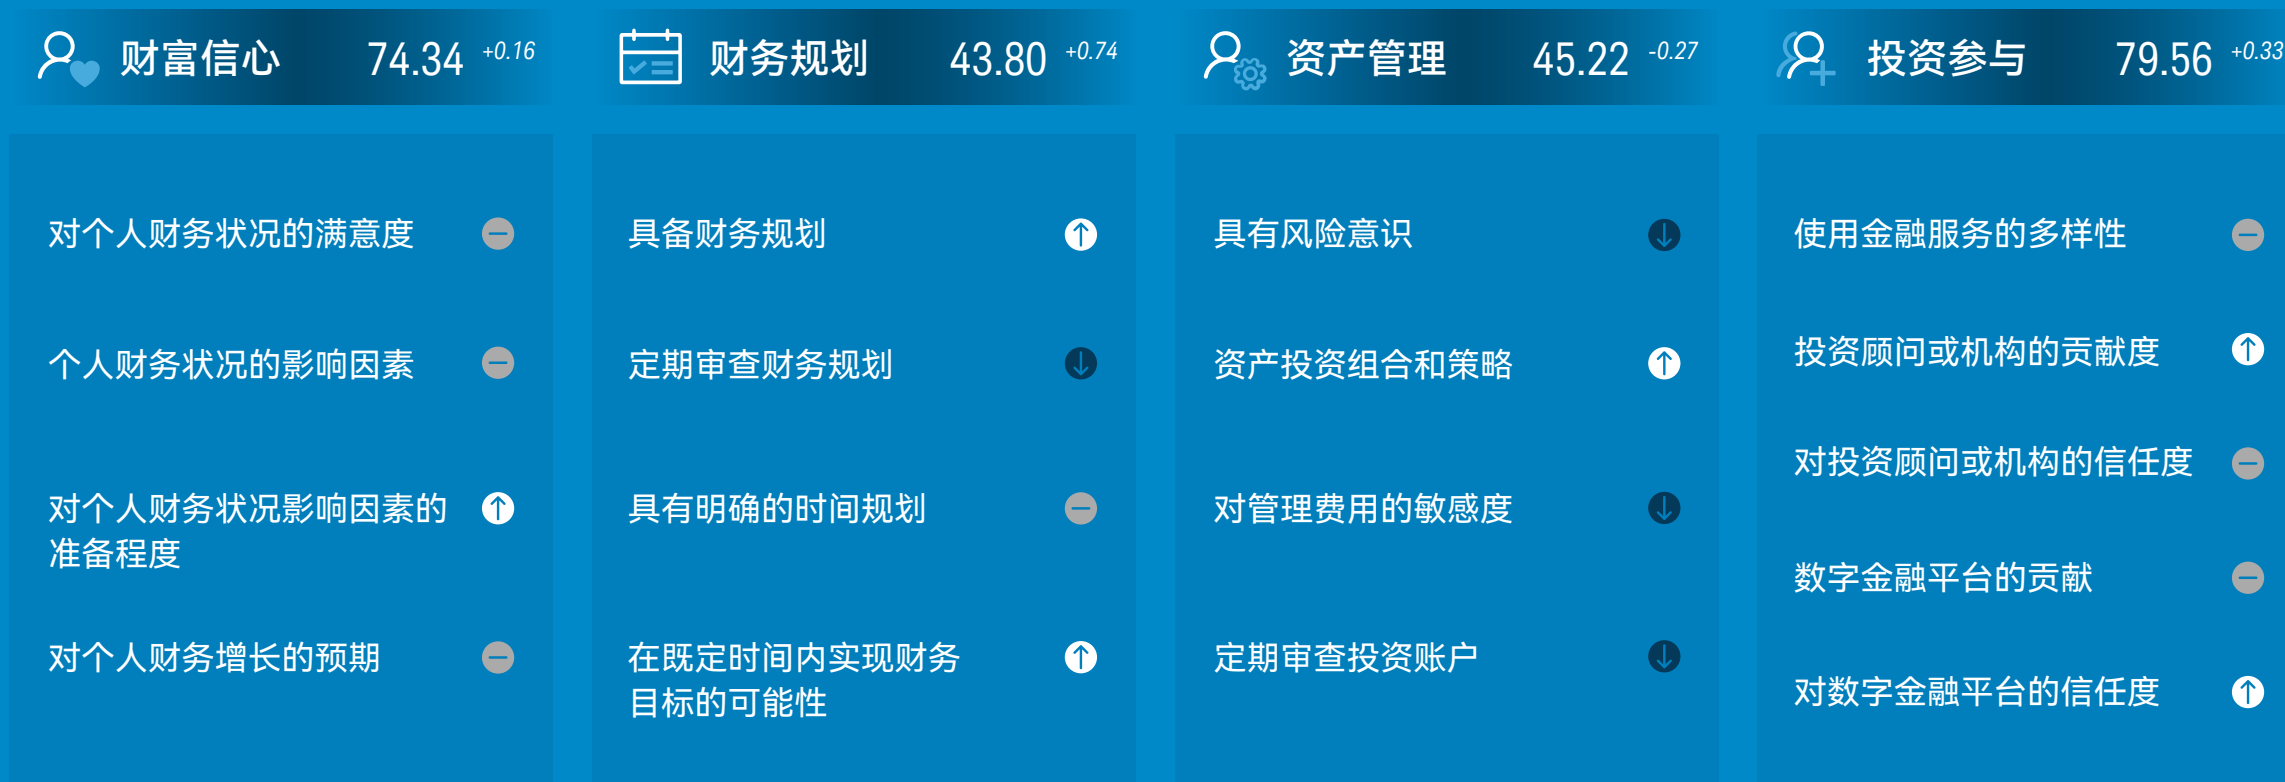 财富信心 74.34 +0.16
对个人财务状况的满意度
个人财务状况的影响因素
对个人财务状况影响因素的
准备程度
对个人财务增长的预期
财务规划 43.80 +0.74
具备财务规划
定期审查财务规划
具有明确的时间规划
在既定时间内实现财务
目标的可能性
资产管理 45.22 -0.27
具有风险意识
资产投资组合和策略
对管理费用的敏感度
定期审查投资账户
投资参与 79.56 +0.33
使用金融服务的多样性
投资顾问或机构的贡献度
对投资顾问或机构的信任度
数字金融平台的贡献
对数字金融平台的信任度